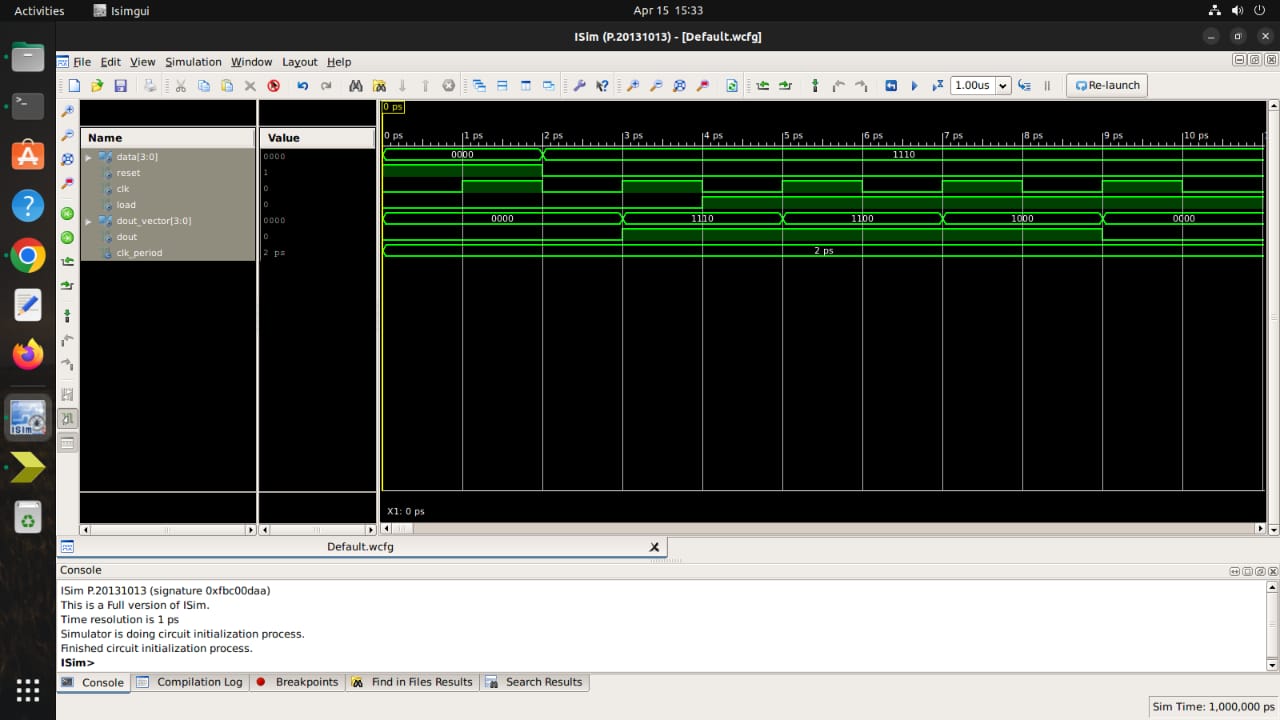 Activities Isimgui Apr 15 15:33
ISim (P.20131013) - [Default.wcfg]
File Edit View Simulation Window Layout Help
1.00us Re-launch
0 ps
Name Value 0 ps 1 ps 2 ps 3 ps 4 ps 5 ps 6 ps 7 ps 8 ps 9 ps 10 ps
data[3:0] 0000 0000 1110
reset 1
clk 0
load 0
dout_vector[3:0] 0000 0000 1110 1100 1000 0000
dout 0
clk_period 2 ps 2 ps
X1: 0 ps
Default.wcfg
Console
ISim P.20131013 (signature 0xfbc00daa)
This is a Full version of ISim.
Time resolution is 1 ps
Simulator is doing circuit initialization process.
Finished circuit initialization process.
ISim>
Console Compilation Log Breakpoints Find in Files Results Search Results
Sim Time: 1,000,000 ps